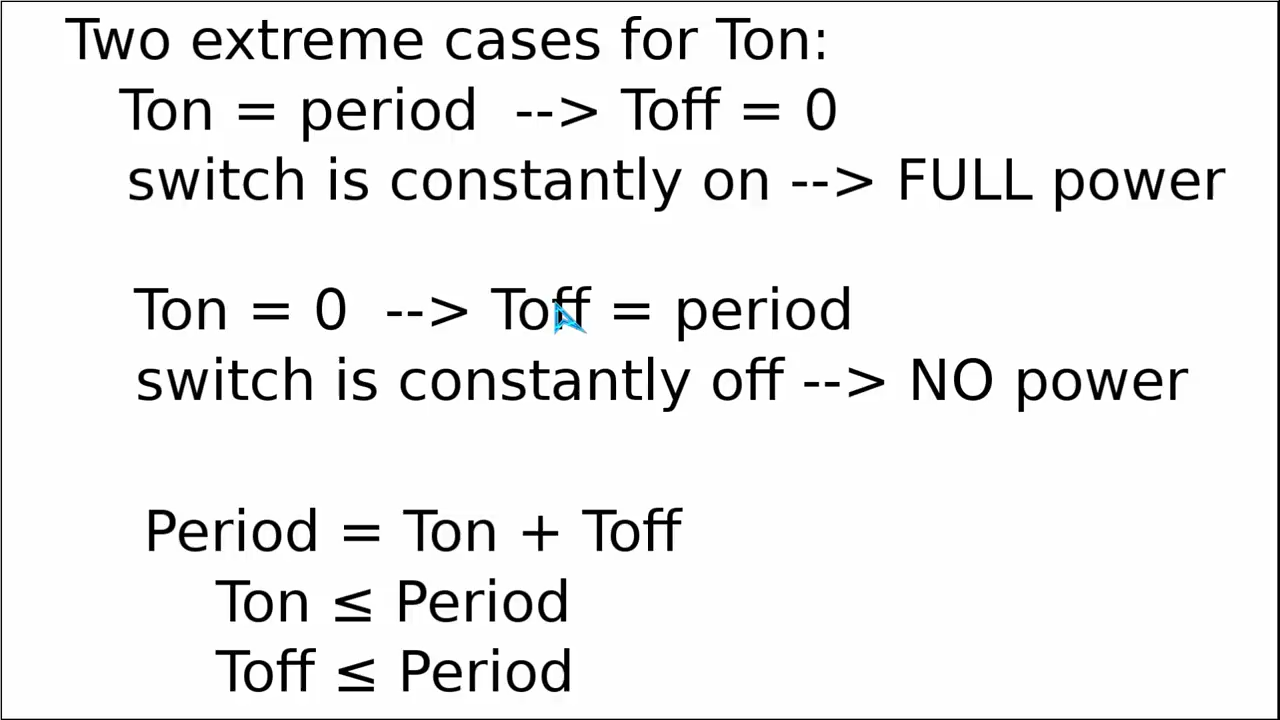 Two extreme cases for Ton:
Ton = period --> Toff = 0
switch is constantly on --> FULL power
Ton = 0 --> Toff = period
switch is constantly off --> NO power
Period = Ton + Toff
Ton ≤ Period
Toff ≤ Period